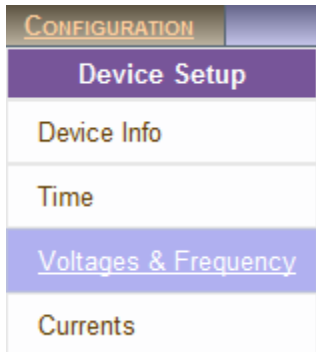 CONFIGURATION
Device Setup
Device Info
Time
Voltages & Frequency
Currents